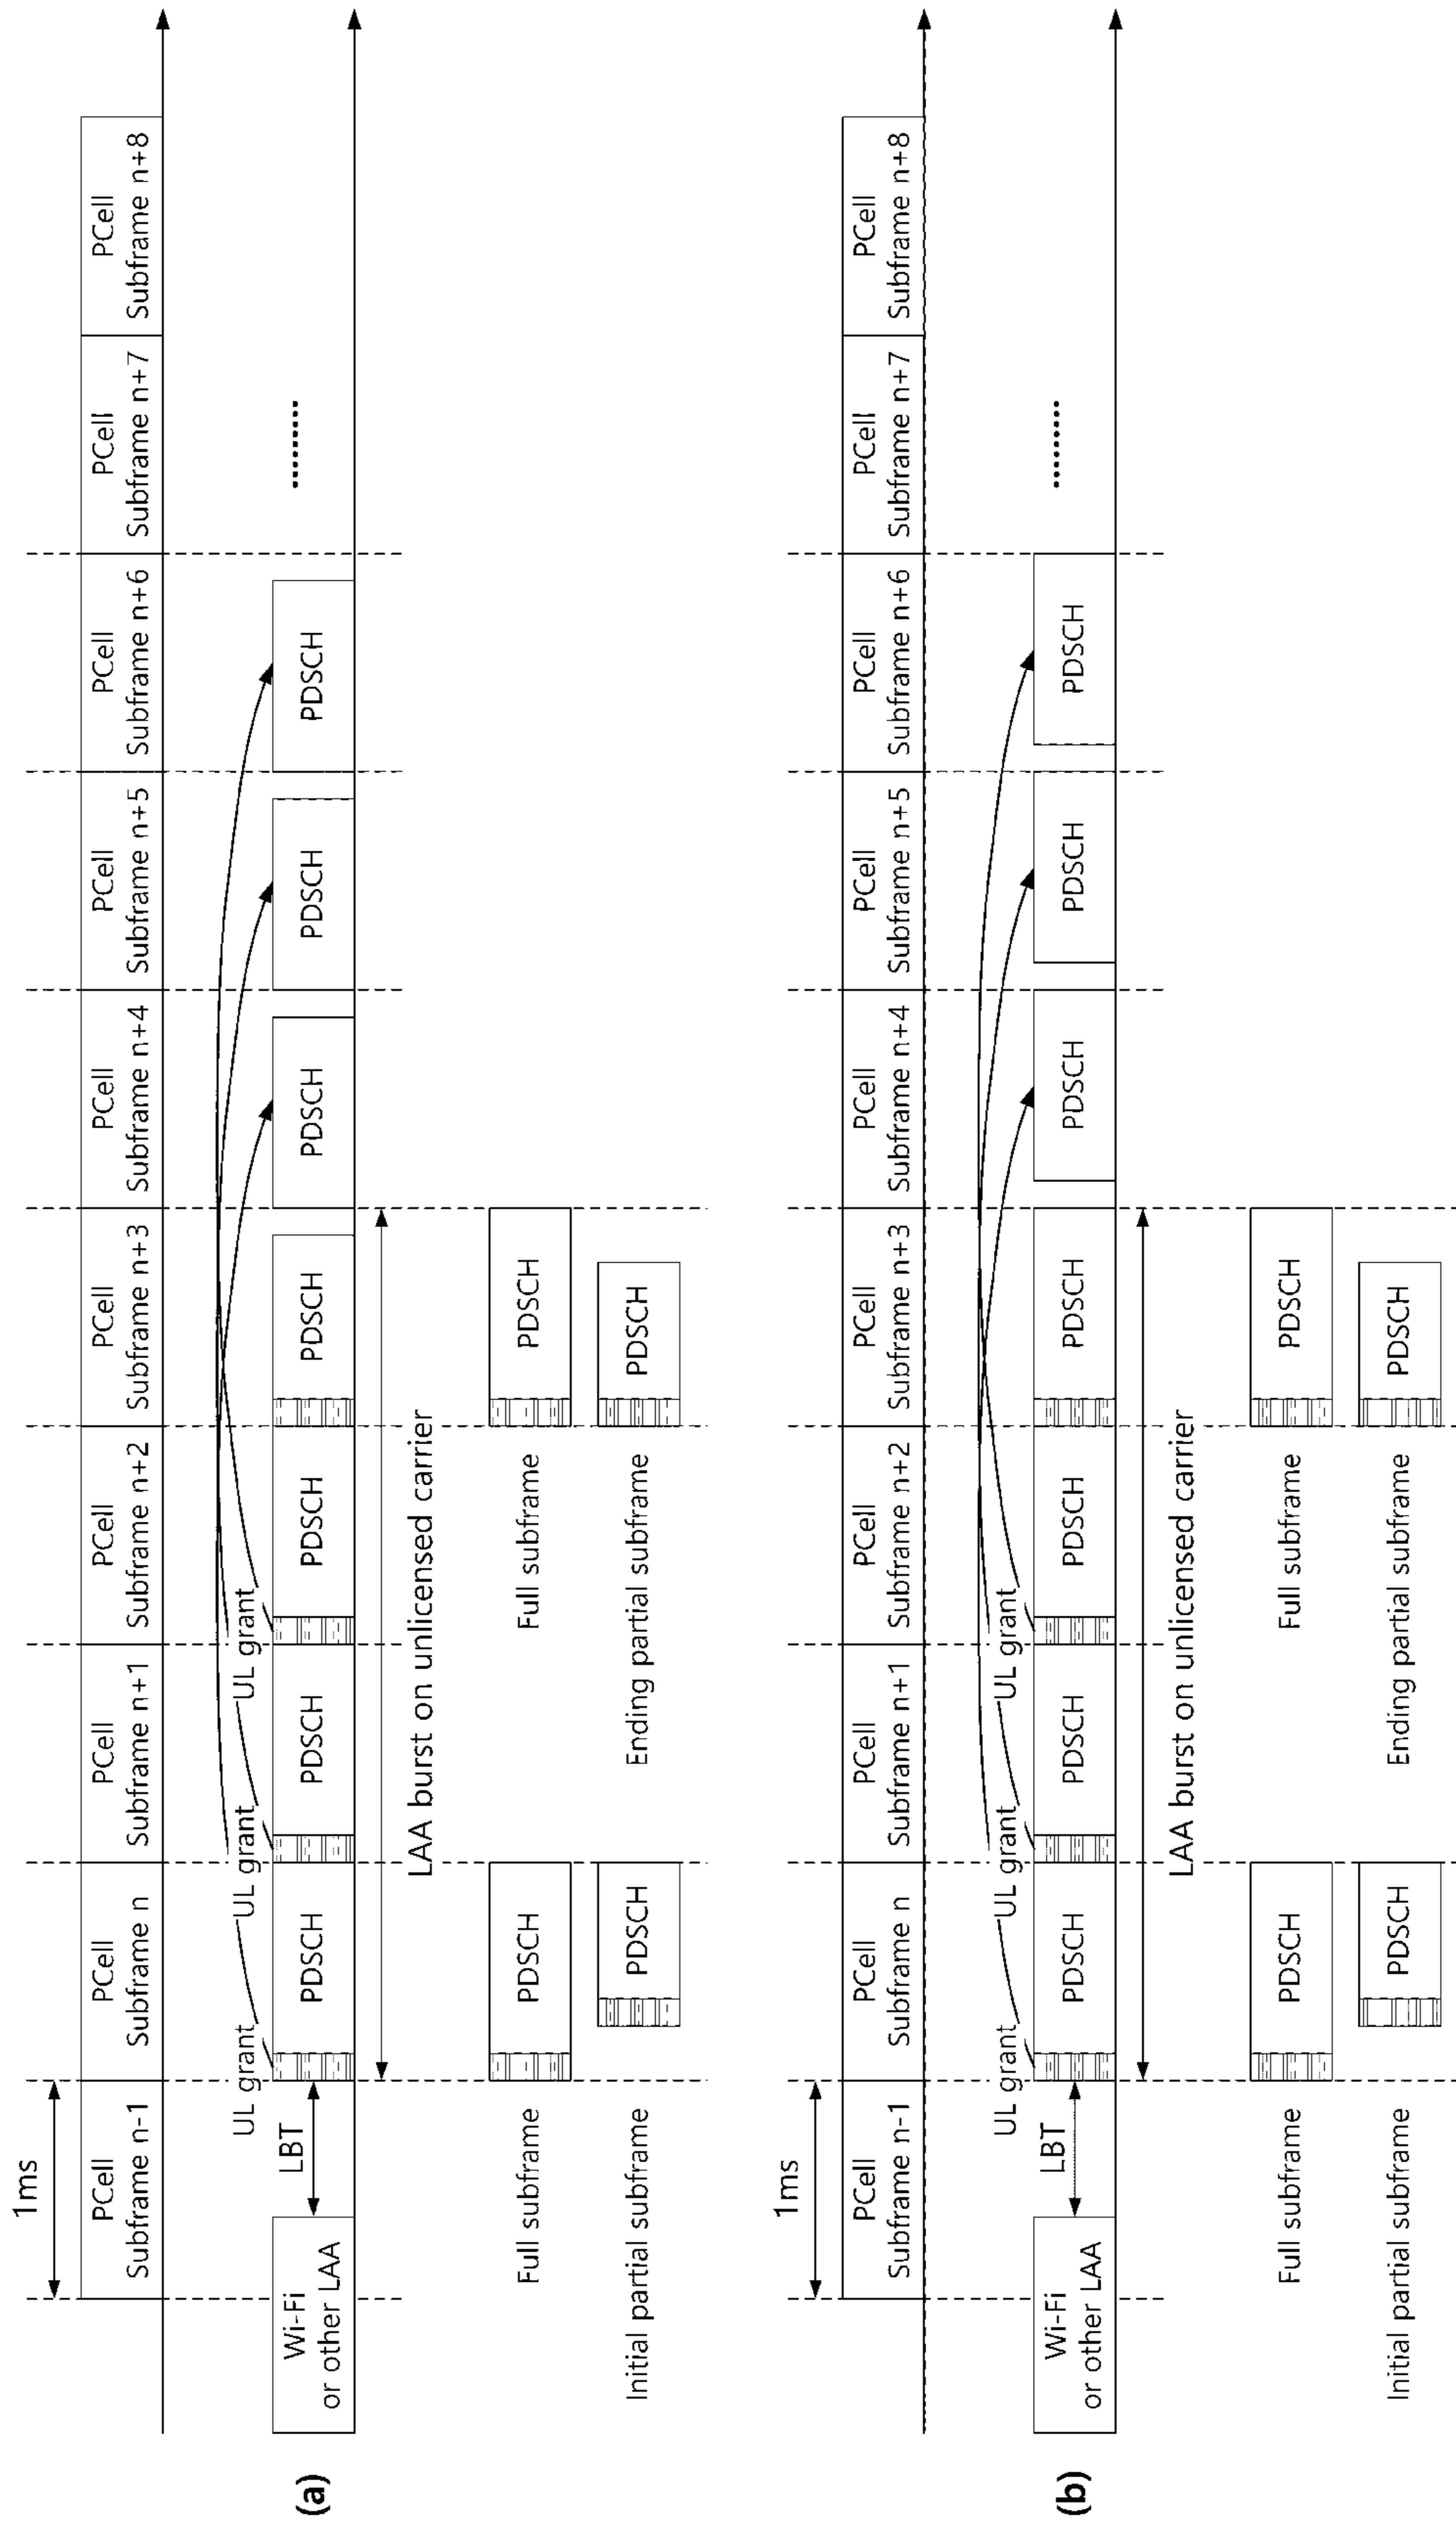 1ms
PCell
Subframe n-1
PCell
Subframe n
PCell
Subframe n+1
PCell
Subframe n+2
PCell
Subframe n+3
PCell
Subframe n+4
PCell
Subframe n+5
PCell
Subframe n+6
PCell
Subframe n+7
PCell
Subframe n+8
UL grant
UL grant
UL grant
(a)
Wi-Fi
or other LAA
LBT
PDSCH
PDSCH
PDSCH
PDSCH
PDSCH
PDSCH
PDSCH
.........
LAA burst on unlicensed carrier
Full subframe
PDSCH
Full subframe
PDSCH
Initial partial subframe
PDSCH
Ending partial subframe
PDSCH
1ms
PCell
Subframe n-1
PCell
Subframe n
PCell
Subframe n+1
PCell
Subframe n+2
PCell
Subframe n+3
PCell
Subframe n+4
PCell
Subframe n+5
PCell
Subframe n+6
PCell
Subframe n+7
PCell
Subframe n+8
UL grant
UL grant
UL grant
(b)
Wi-Fi
or other LAA
LBT
PDSCH
PDSCH
PDSCH
PDSCH
PDSCH
PDSCH
PDSCH
.........
LAA burst on unlicensed carrier
Full subframe
PDSCH
Full subframe
PDSCH
Initial partial subframe
PDSCH
Ending partial subframe
PDSCH